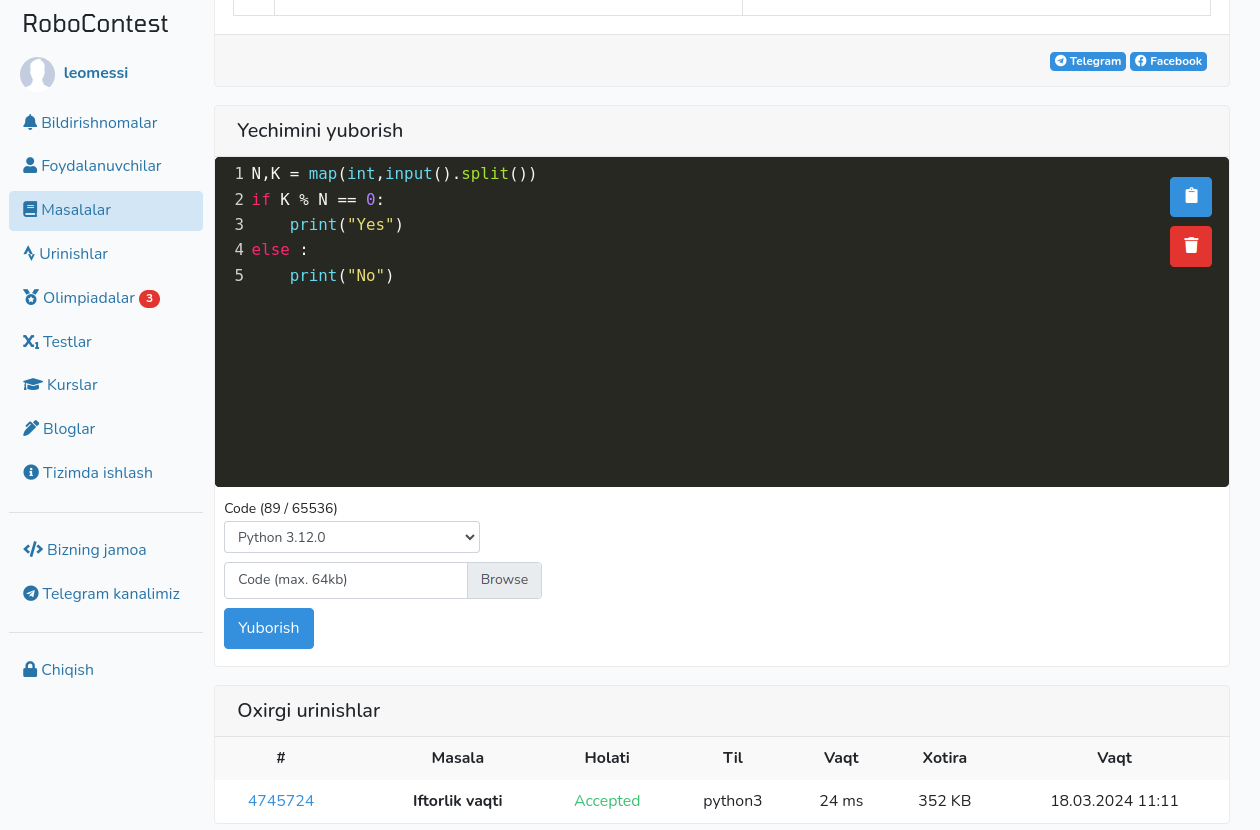 RoboContest
leomessi
Bildirishnomalar
Foydalanuvchilar
Masalalar
Urinishlar
Olimpiadalar 3
Testlar
Kurslar
Bloglar
Tizimda ishlash
Bizning jamoa
Telegram kanalimiz
Chiqish
Telegram Facebook
Yechimini yuborish
1 N,K = map(int,input().split())
2 if K % N == 0:
3     print("Yes")
4 else :
5     print("No")
Code (89 / 65536)
Python 3.12.0
Code (max. 64kb) Browse
Yuborish
Oxirgi urinishlar
# Masala Holati Til Vaqt Xotira Vaqt
4745724 Iftorlik vaqti Accepted python3 24 ms 352 KB 18.03.2024 11:11